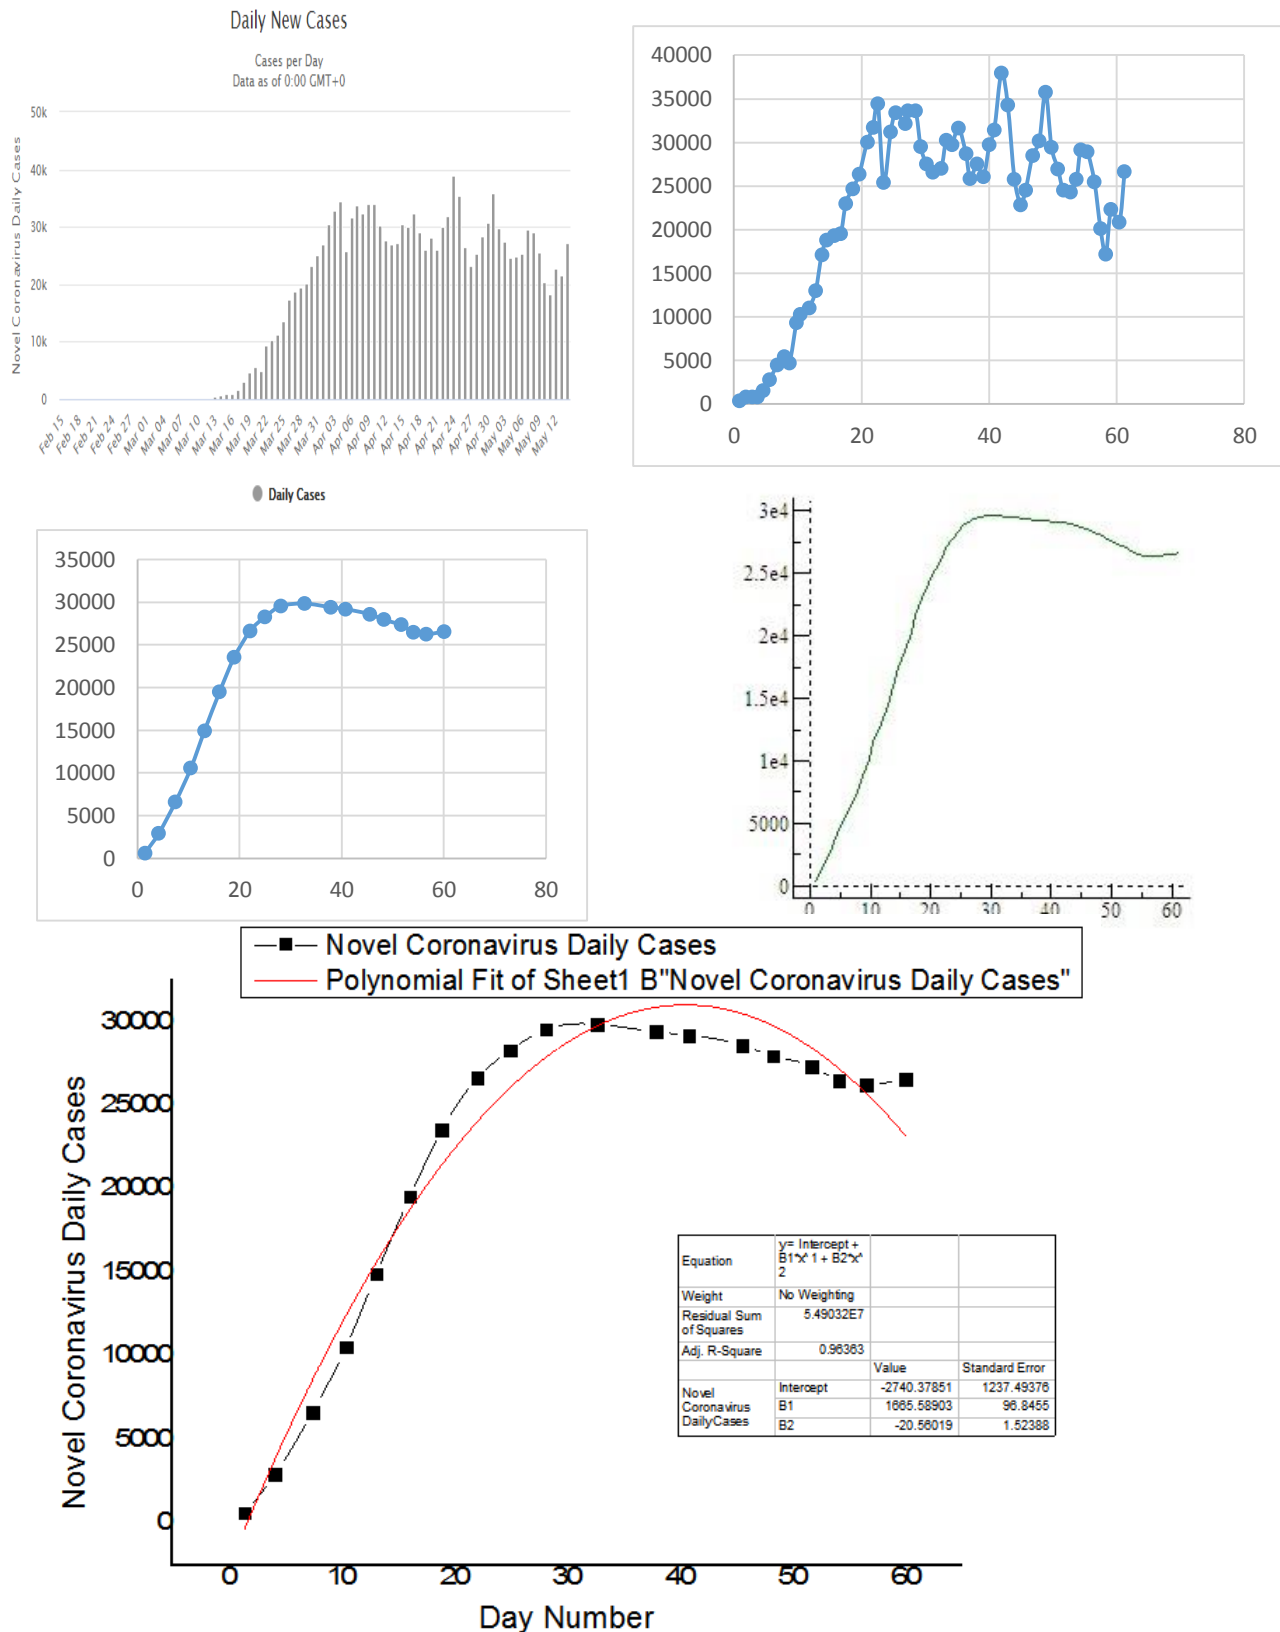 Daily New Cases
Cases per Day
Data as of 0:00 GMT+0
Novel Coronavirus Daily Cases
50k
40k
30k
20k
10k
0
Feb 15
Feb 18
Feb 21
Feb 24
Feb 27
Mar 01
Mar 04
Mar 07
Mar 10
Mar 13
Mar 16
Mar 19
Mar 22
Mar 25
Mar 28
Mar 31
Apr 03
Apr 06
Apr 09
Apr 12
Apr 15
Apr 18
Apr 21
Apr 24
Apr 27
Apr 30
May 03
May 06
May 09
May 12
Daily Cases
40000
35000
30000
25000
20000
15000
10000
5000
0
0 20 40 60 80
35000
30000
25000
20000
15000
10000
5000
0
0 20 40 60 80
3e4
2.5e4
2e4
1.5e4
1e4
5000
0
0 10 20 30 40 50 60
Novel Coronavirus Daily Cases
Polynomial Fit of Sheet1 B"Novel Coronavirus Daily Cases"
Novel Coronavirus Daily Cases
30000
25000
20000
15000
10000
5000
0
0 10 20 30 40 50 60
Day Number
Equation
y= Intercept +
B1*x^1 + B2*x^
2
Weight No Weighting
Residual Sum
of Squares
5.49032E7
Adj. R-Square 0.96363
Value Standard Error
Novel
Coronavirus
DailyCases
Intercept -2740.37851 1237.49376
B1 1665.58903 96.8455
B2 -20.56019 1.52388